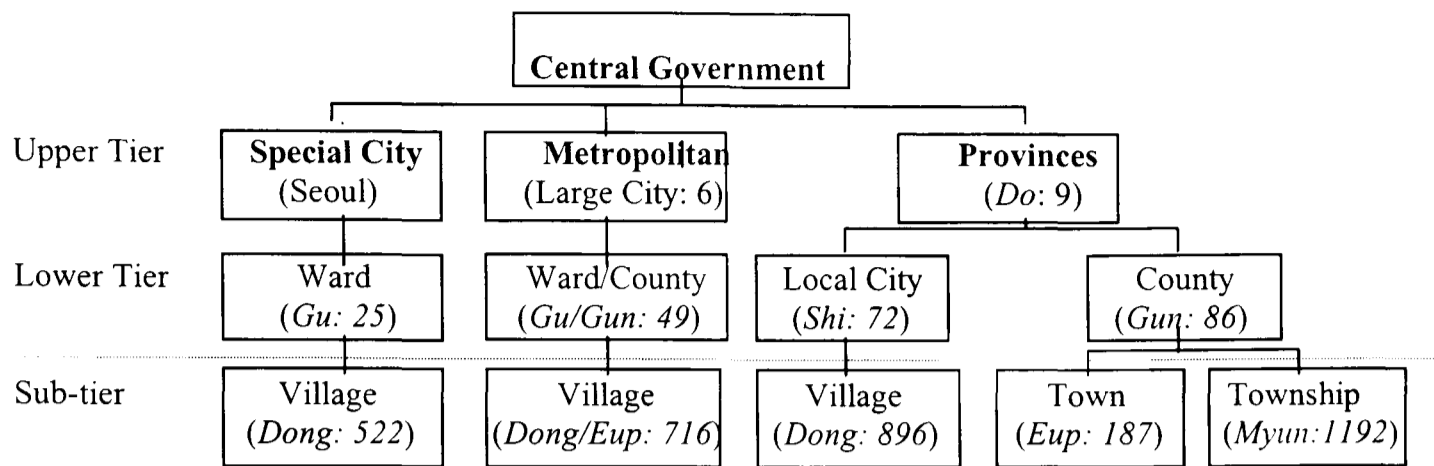 Central Government
Upper Tier
Special City
(Seoul)
Metropolitan
(Large City: 6)
Provinces
(Do: 9)
Lower Tier
Ward
(Gu: 25)
Ward/County
(Gu/Gun: 49)
Local City
(Shi: 72)
County
(Gun: 86)
Sub-tier
Village
(Dong: 522)
Village
(Dong/Eup: 716)
Village
(Dong: 896)
Town
(Eup: 187)
Township
(Myun:1192)